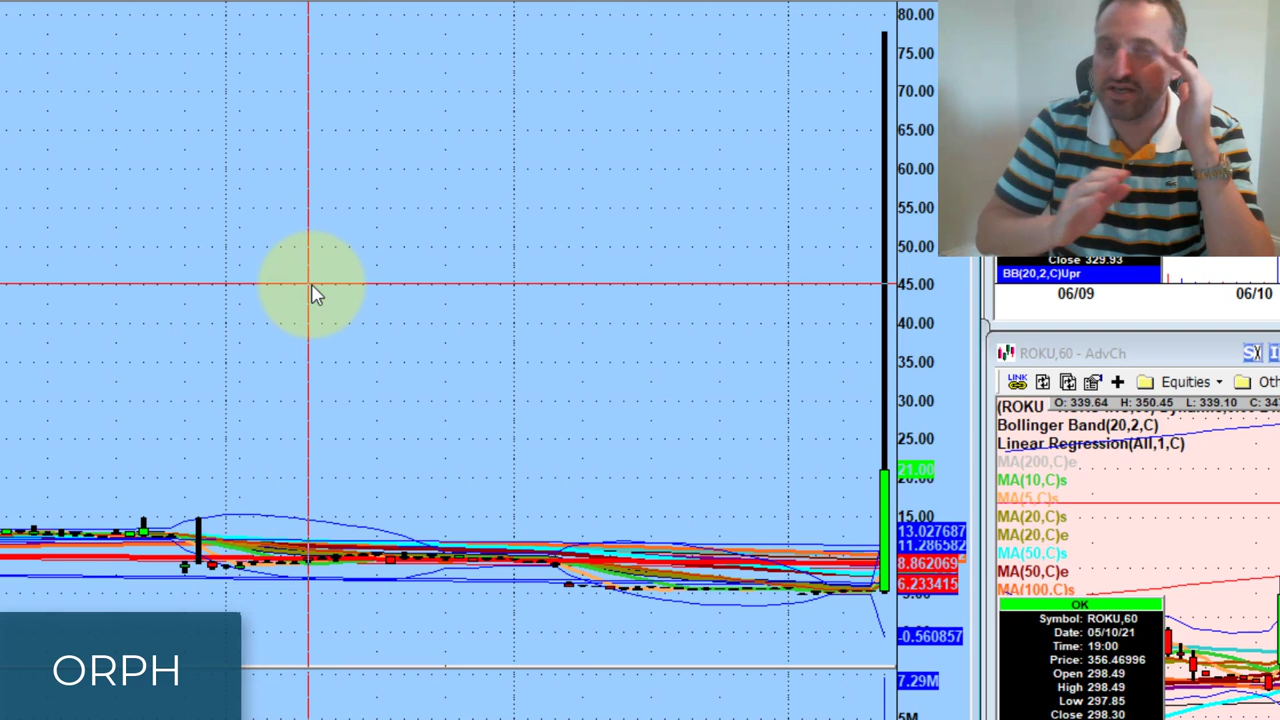 80.00
75.00
70.00
65.00
60.00
55.00
50.00
45.00
40.00
35.00
30.00
25.00
21.00
15.00
13.027687
11.286582
8.862069
6.233415
-0.560857
7.29M
5M
ORPH
Close 329.93
BB(20,2,C)Upr
06/09 06/10
ROKU,60 - AdvCh
LINK
Equities
(ROKU
O: 339.64 H: 350.45 L: 339.10
Bollinger Band(20,2,C)
Linear Regression(All,1,C)
MA(200,C)e
MA(10,C)s
MA(5,C)s
MA(20,C)s
MA(20,C)e
MA(50,C)s
MA(50,C)e
MA(100,C)s
OK
Symbol: ROKU,60
Date: 05/10/21
Time: 19:00
Price: 356.46996
Open 298.49
High 298.49
Low 297.85
Close 298.30